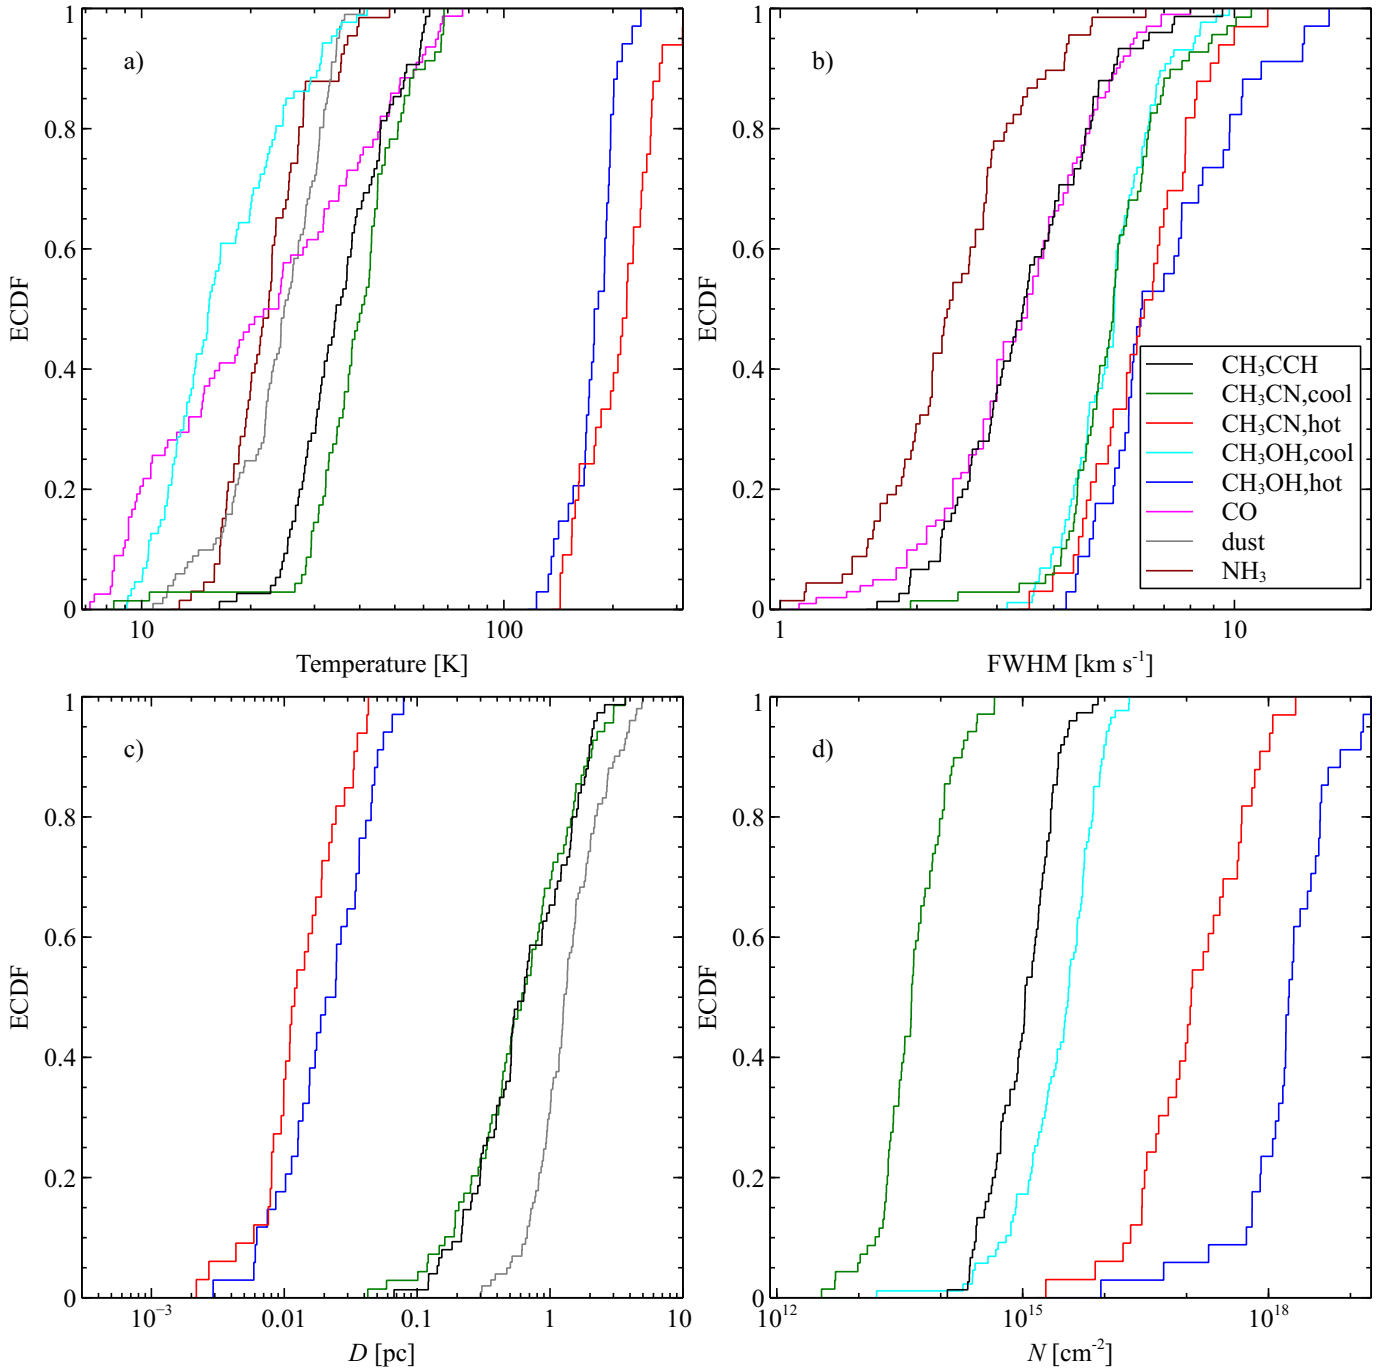 a)
ECDF
1
0.8
0.6
0.4
0.2
0
10
100
Temperature [K]
b)
ECDF
1
0.8
0.6
0.4
0.2
0
1
10
FWHM [km s⁻¹]
CH₃CCH
CH₃CN,cool
CH₃CN,hot
CH₃OH,cool
CH₃OH,hot
CO
dust
NH₃
c)
ECDF
1
0.8
0.6
0.4
0.2
0
10⁻³
0.01
0.1
1
10
D [pc]
d)
ECDF
1
0.8
0.6
0.4
0.2
0
10¹²
10¹⁵
10¹⁸
N [cm⁻²]